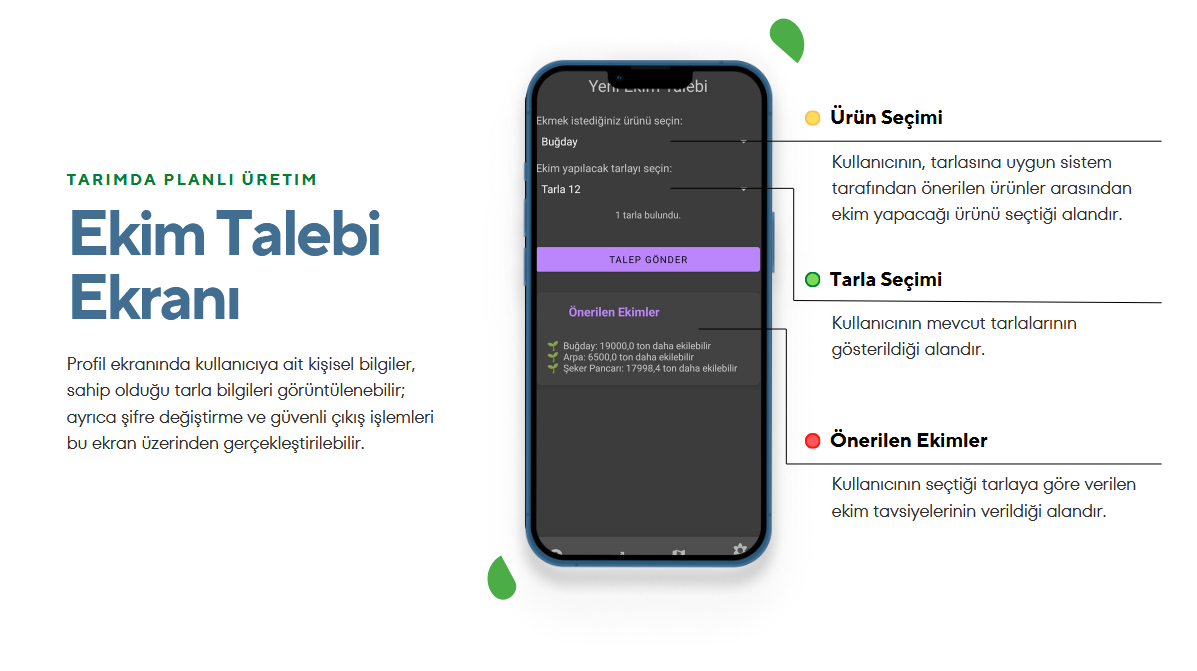 TARIMDA PLANLI ÜRETIM
Ekim Talebi
Ekranı
Profil ekranında kullanıcıya ait kişisel bilgiler,
sahip olduğu tarla bilgileri görüntülenebilir;
ayrıca şifre değiştirme ve güvenli çıkış işlemleri
bu ekran üzerinden gerçekleştirilebilir.
Yeni Ekim Talebi
Ekmek istediğiniz ürünü seçin:
Buğday
Ekim yapılacak tarlayı seçin:
Tarla 12
1 tarla bulundu.
TALEP GÖNDER
Önerilen Ekimler
Buğday: 19000,0 ton daha ekilebilir
Arpa: 6500,0 ton daha ekilebilir
Şeker Pancarı: 17998,4 ton daha ekilebilir
Ürün Seçimi
Kullanıcının, tarlasına uygun sistem
tarafından önerilen ürünler arasından
ekim yapacağı ürünü seçtiği alandır.
Tarla Seçimi
Kullanıcının mevcut tarlalarının
gösterildiği alandır.
Önerilen Ekimler
Kullanıcının seçtiği tarlaya göre verilen
ekim tavsiyelerinin verildiği alandır.